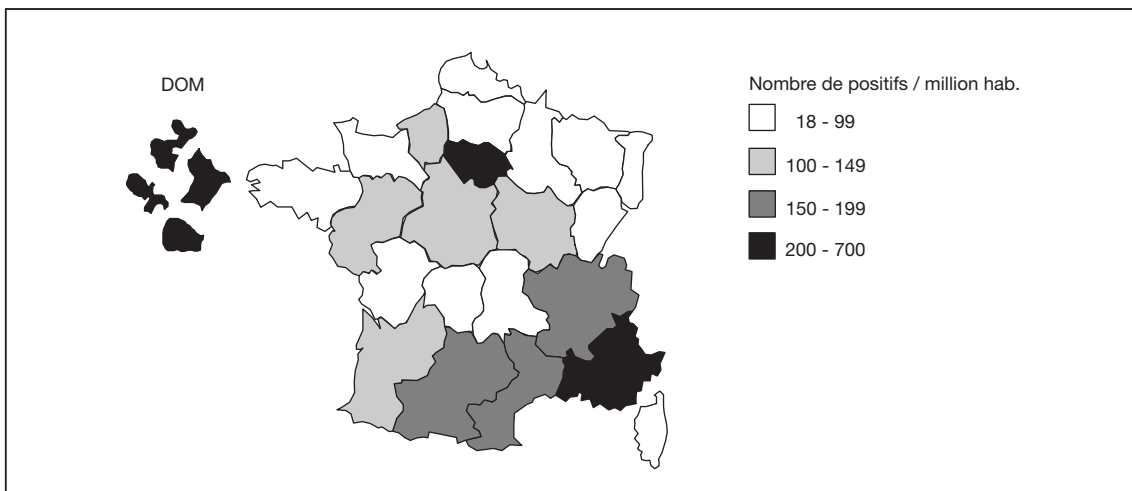 DOM
Nombre de positifs / million hab.
18 - 99
100 - 149
150 - 199
200 - 700